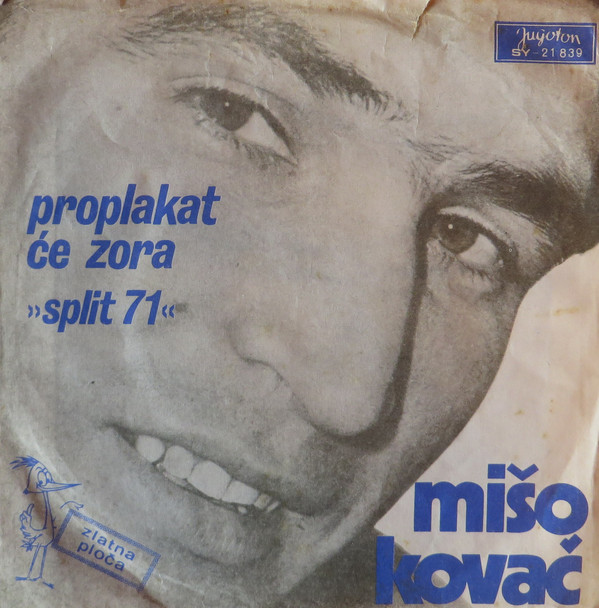 Jugoton
SY-21839
proplakat
će zora
»split 71«
zlatna
ploča
mišo
kovač